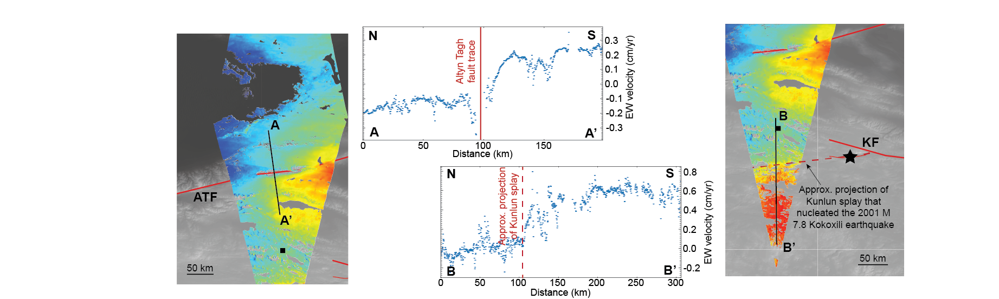 A
ATF
A'
50 km
N
S
Altyn Tagh
fault trace
A
A'
0.3
0.2
0.1
0.0
-0.1
-0.2
-0.3
EW velocity (cm/yr)
0 50 100 150
Distance (km)
N
S
Approx. projection
of Kunlun splay
B
B'
0.8
0.6
0.4
0.2
0.0
-0.2
EW velocity (cm/yr)
0 50 100 150 200 250 300
Distance (km)
B
KF
Approx. projection of
Kunlun splay that
nucleated the 2001 M
7.8 Kokoxili earthquake
B'
50 km